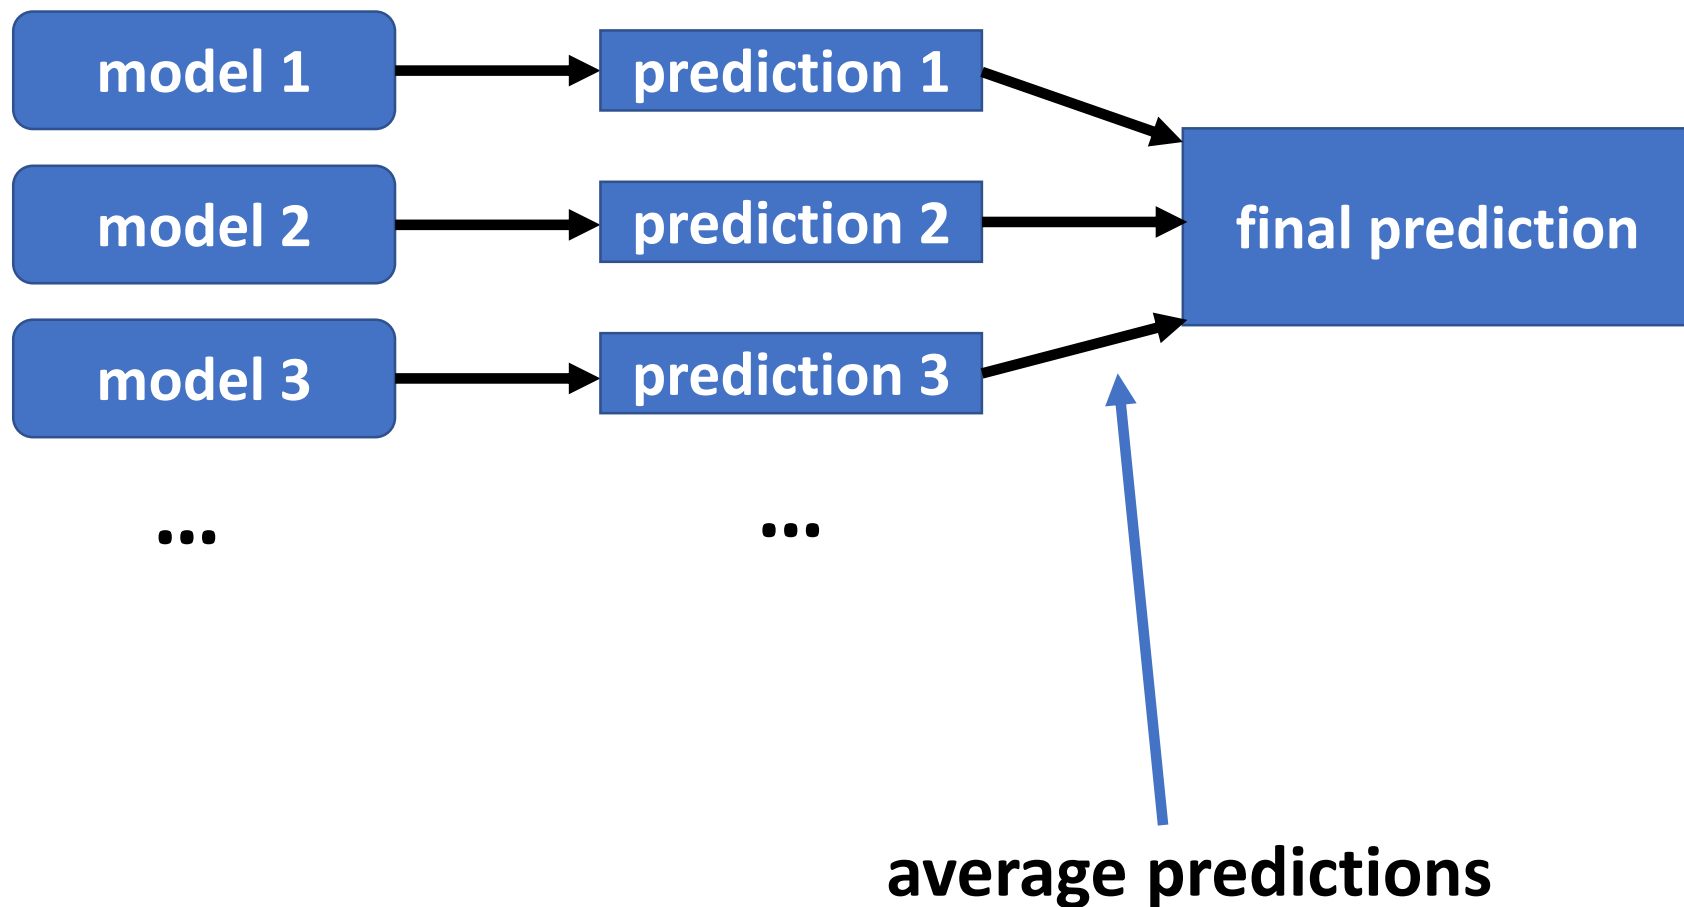 model 1
prediction 1
model 2
prediction 2
final prediction
model 3
prediction 3
...
...
average predictions